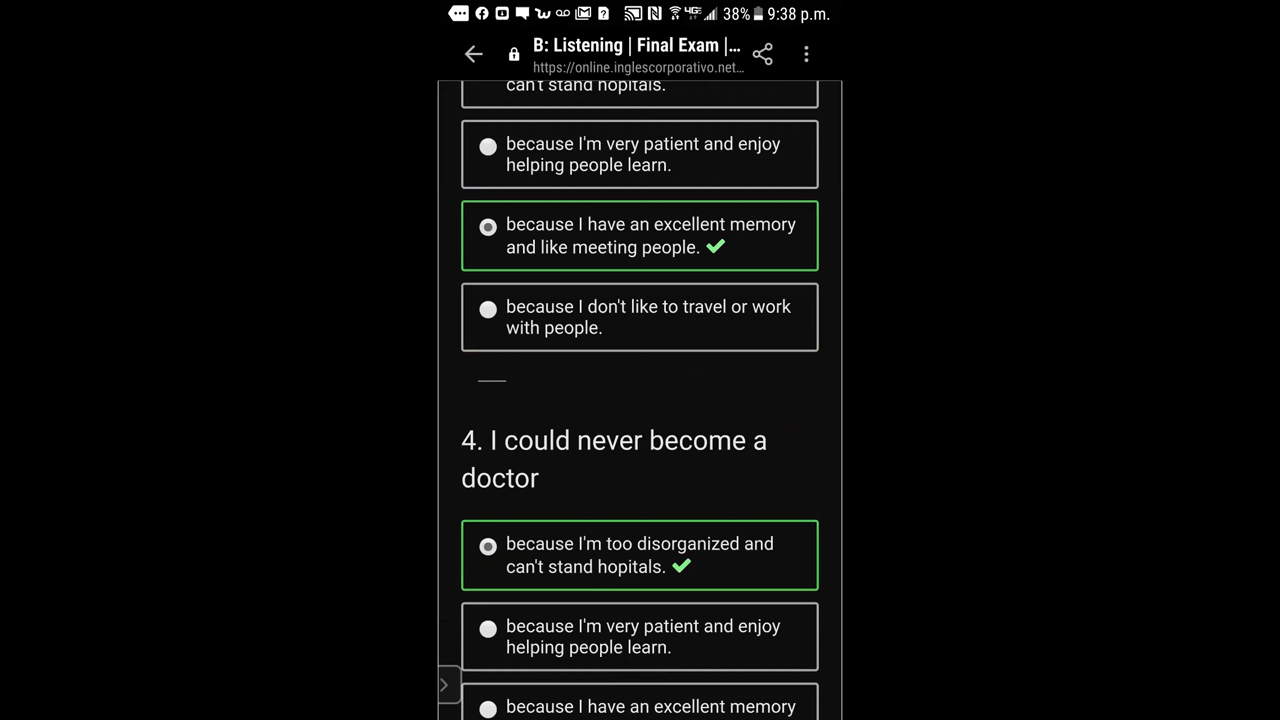 38% 9:38 p.m.
B: Listening | Final Exam |...
https://online.inglescorporativo.net...
can't stand hopitals.
because I'm very patient and enjoy
helping people learn.
because I have an excellent memory
and like meeting people.
because I don't like to travel or work
with people.
4. I could never become a
doctor
because I'm too disorganized and
can't stand hopitals.
because I'm very patient and enjoy
helping people learn.
because I have an excellent memory